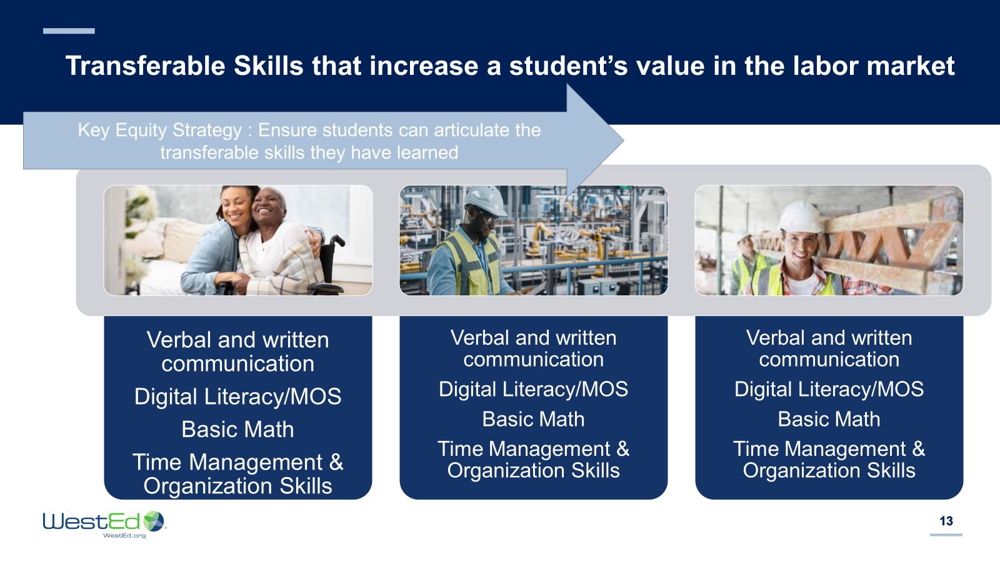 Transferable Skills that increase a student’s value in the labor market
Key Equity Strategy : Ensure students can articulate the
transferable skills they have learned
Verbal and written
communication
Digital Literacy/MOS
Basic Math
Time Management &
Organization Skills
Verbal and written
communication
Digital Literacy/MOS
Basic Math
Time Management &
Organization Skills
Verbal and written
communication
Digital Literacy/MOS
Basic Math
Time Management &
Organization Skills
WestEd
WestEd.org
13